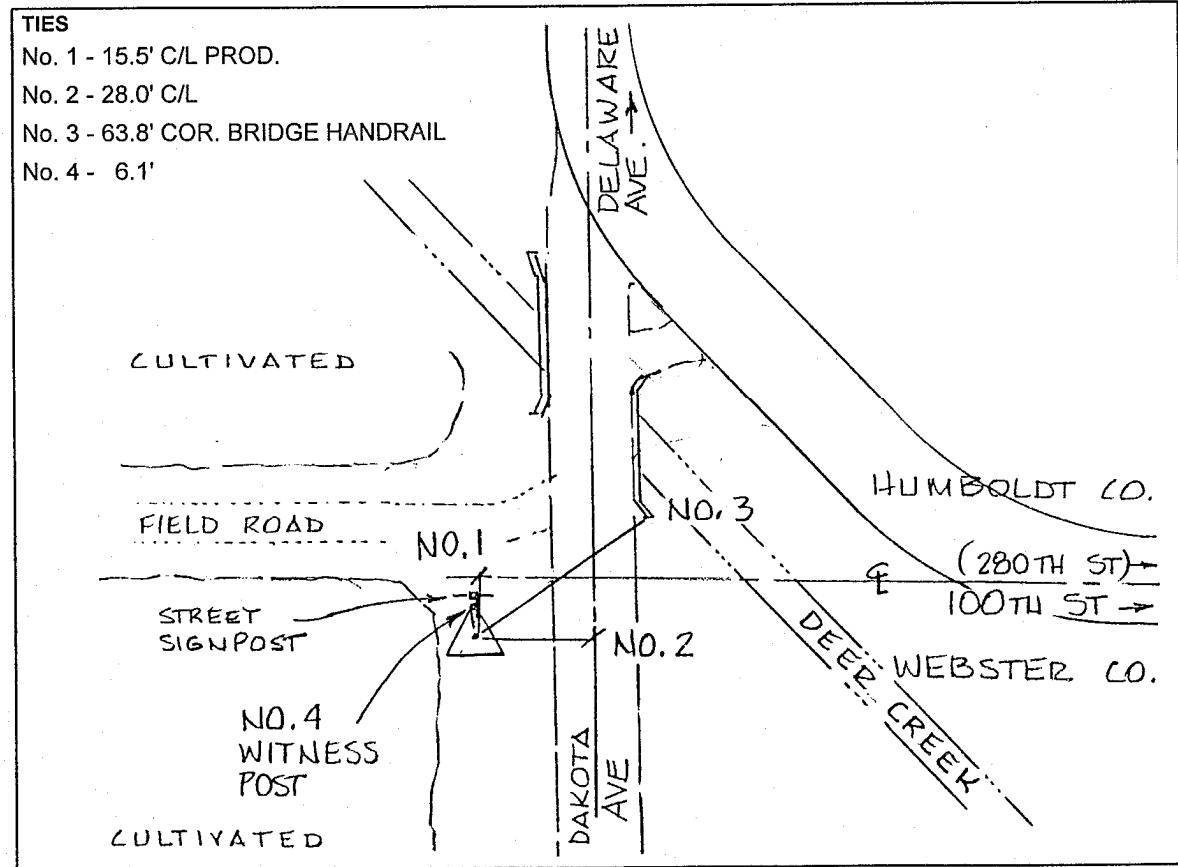 TIES
No. 1 - 15.5' C/L PROD.
No. 2 - 28.0' C/L
No. 3 - 63.8' COR. BRIDGE HANDRAIL
No. 4 - 6.1'
DELAWARE
AVE.
CULTIVATED
HUMBOLDT CO.
NO. 3
FIELD ROAD
NO. 1
℄
(280TH ST)
100TH ST
STREET
SIGNPOST
NO. 2
WEBSTER CO.
DEER CREEK
NO. 4
WITNESS
POST
DAKOTA
AVE
CULTIVATED